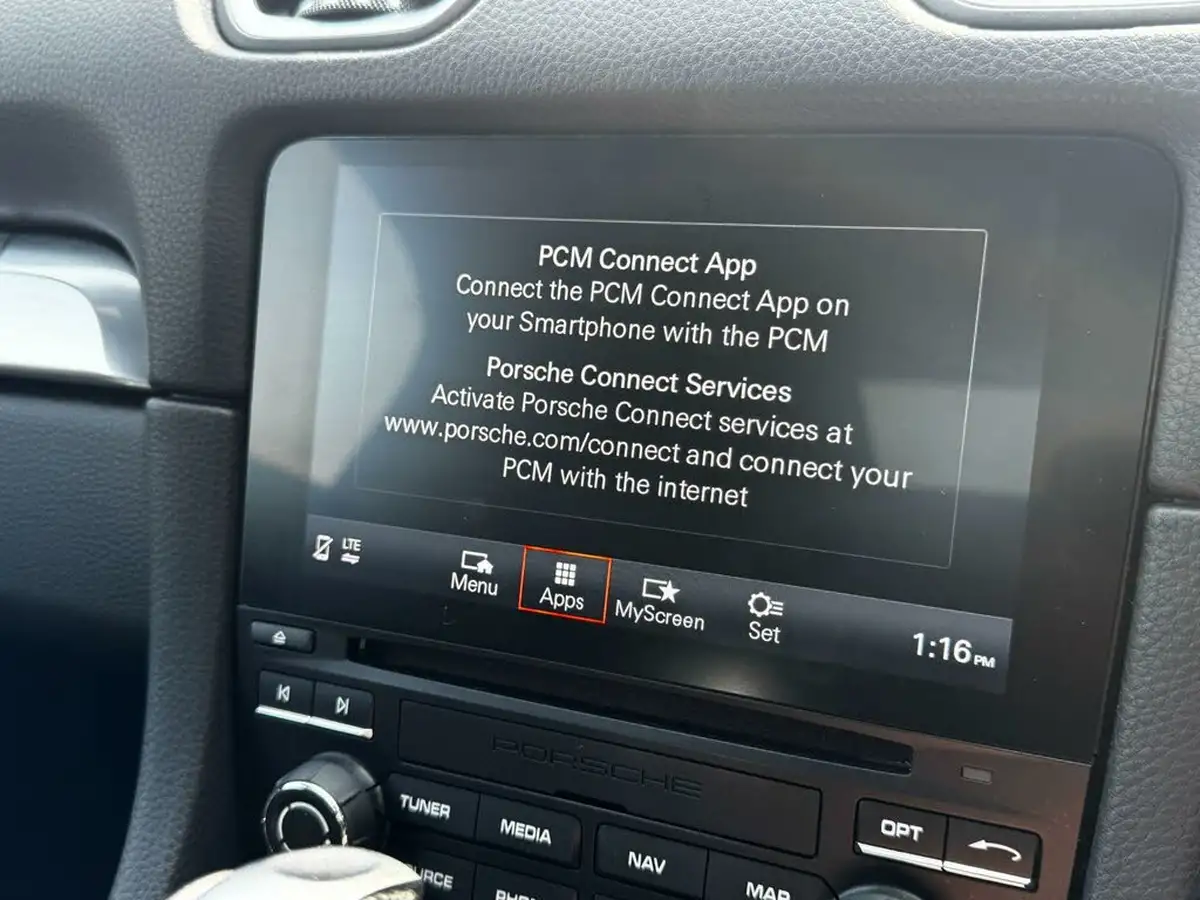 PCM Connect App
Connect the PCM Connect App on
your Smartphone with the PCM
Porsche Connect Services
Activate Porsche Connect services at
www.porsche.com/connect and connect your
PCM with the internet
LTE
Menu
Apps
MyScreen
Set
1:16 PM
PORSCHE
TUNER
MEDIA
NAV
MAP
OPT